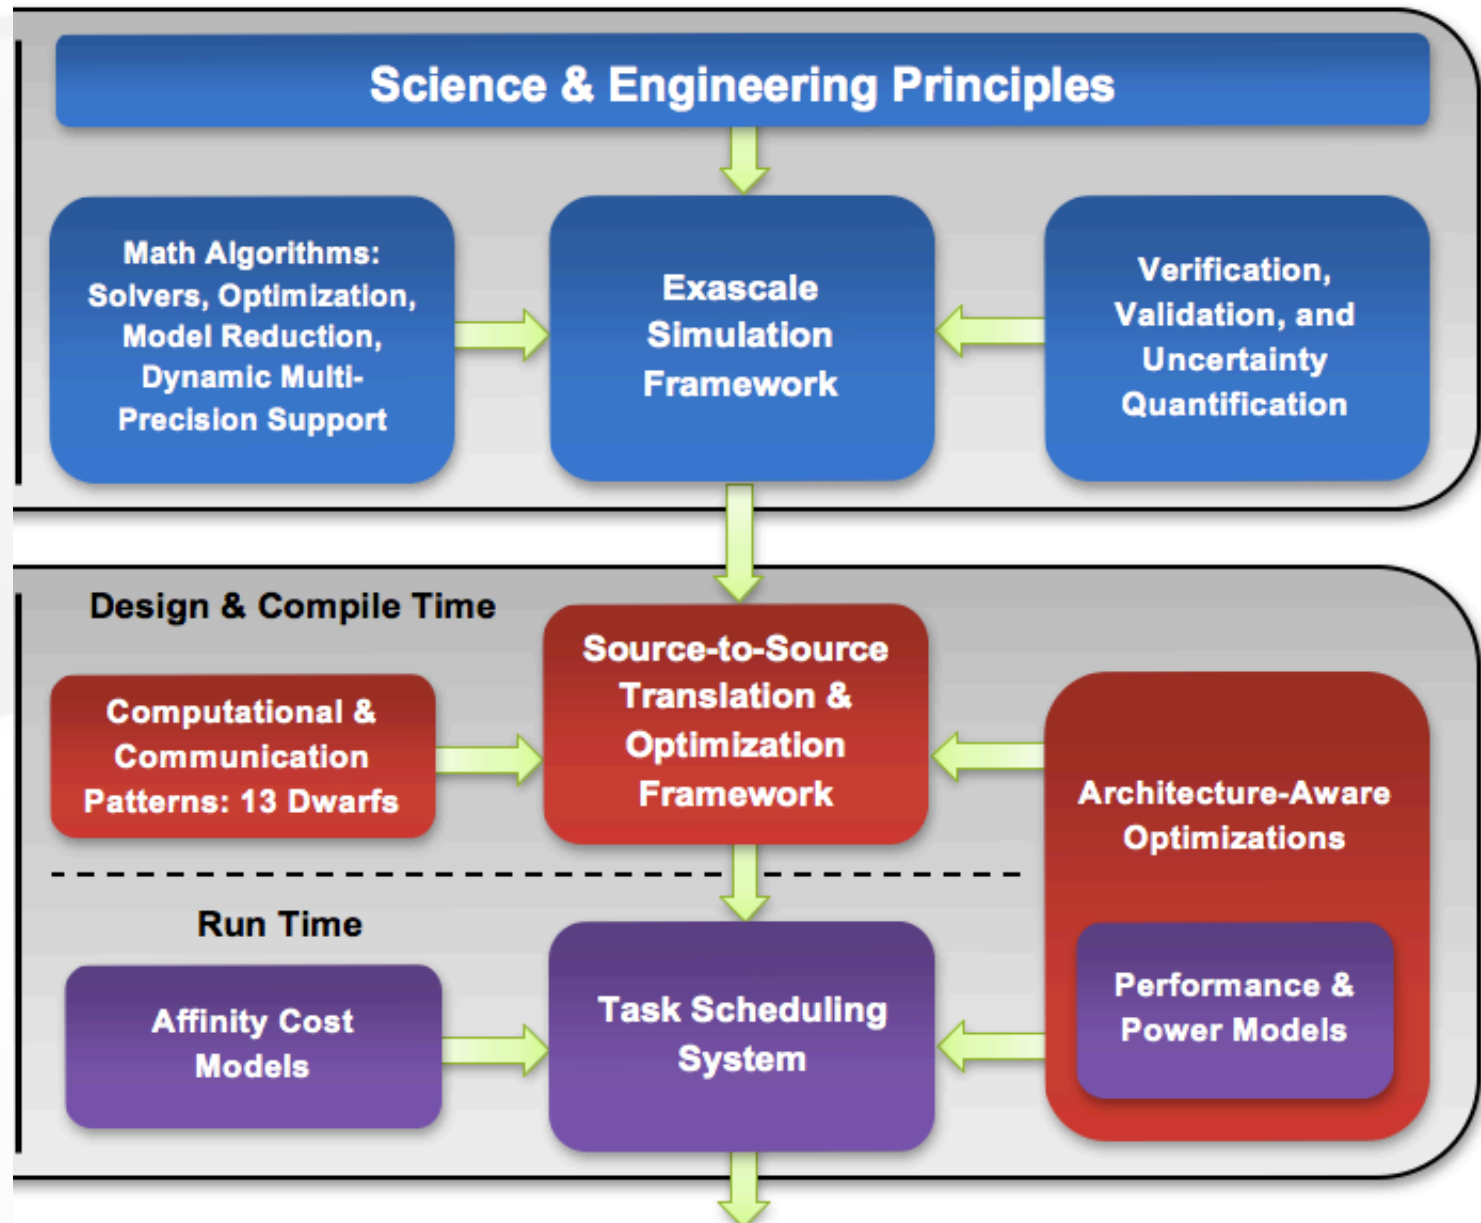 Science & Engineering Principles
Math Algorithms:
Solvers, Optimization,
Model Reduction,
Dynamic Multi-
Precision Support
Exascale
Simulation
Framework
Verification,
Validation, and
Uncertainty
Quantification
Design & Compile Time
Computational &
Communication
Patterns: 13 Dwarfs
Source-to-Source
Translation &
Optimization
Framework
Architecture-Aware
Optimizations
Run Time
Affinity Cost
Models
Task Scheduling
System
Performance &
Power Models